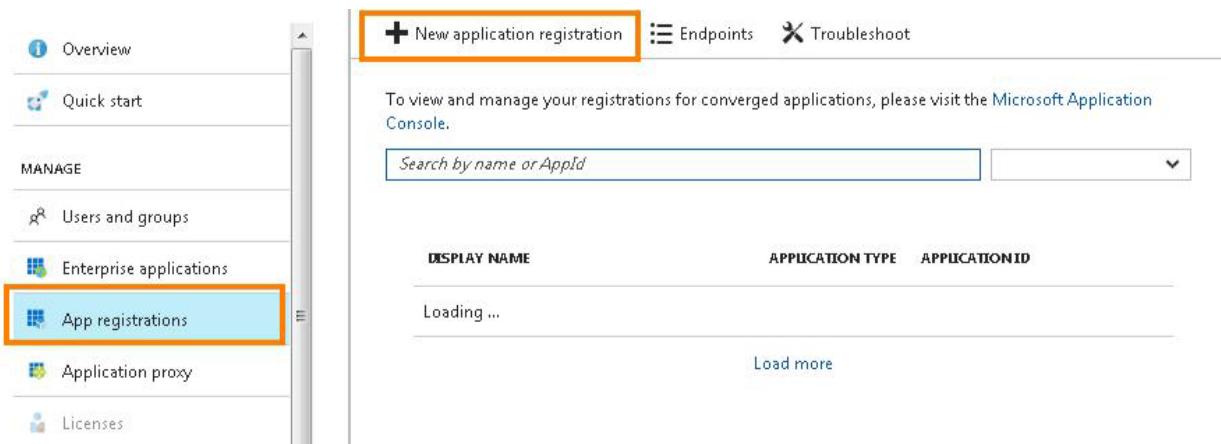 Overview
Quick start
MANAGE
Users and groups
Enterprise applications
App registrations
Application proxy
Licenses
New application registration Endpoints Troubleshoot
To view and manage your registrations for converged applications, please visit the Microsoft Application
Console.
Search by name or AppId
DISPLAY NAME APPLICATION TYPE APPLICATION ID
Loading ...
Load more